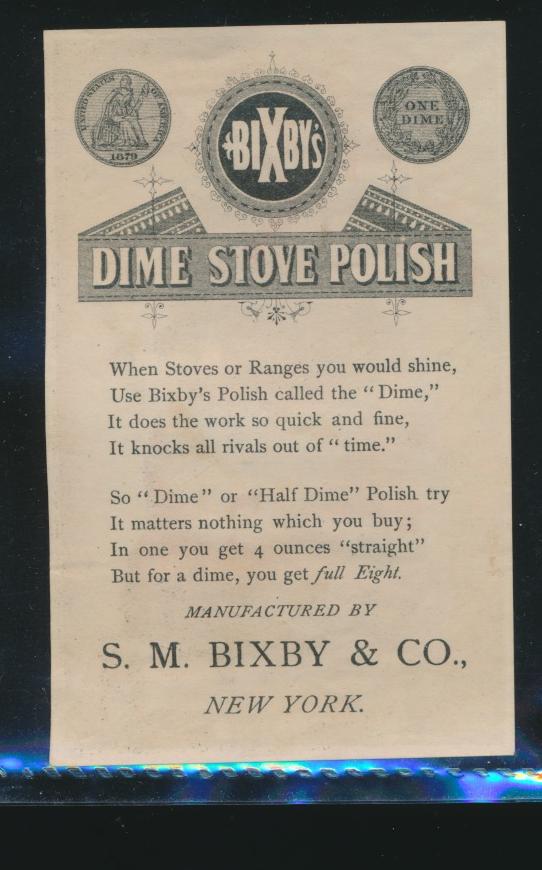 UNITED STATES OF AMERICA
1879
BIXBY'S
ONE
DIME
DIME STOVE POLISH
When Stoves or Ranges you would shine,
Use Bixby's Polish called the "Dime,"
It does the work so quick and fine,
It knocks all rivals out of "time."
So "Dime" or "Half Dime" Polish try
It matters nothing which you buy;
In one you get 4 ounces "straight"
But for a dime, you get full Eight.
MANUFACTURED BY
S. M. BIXBY & CO.,
NEW YORK.